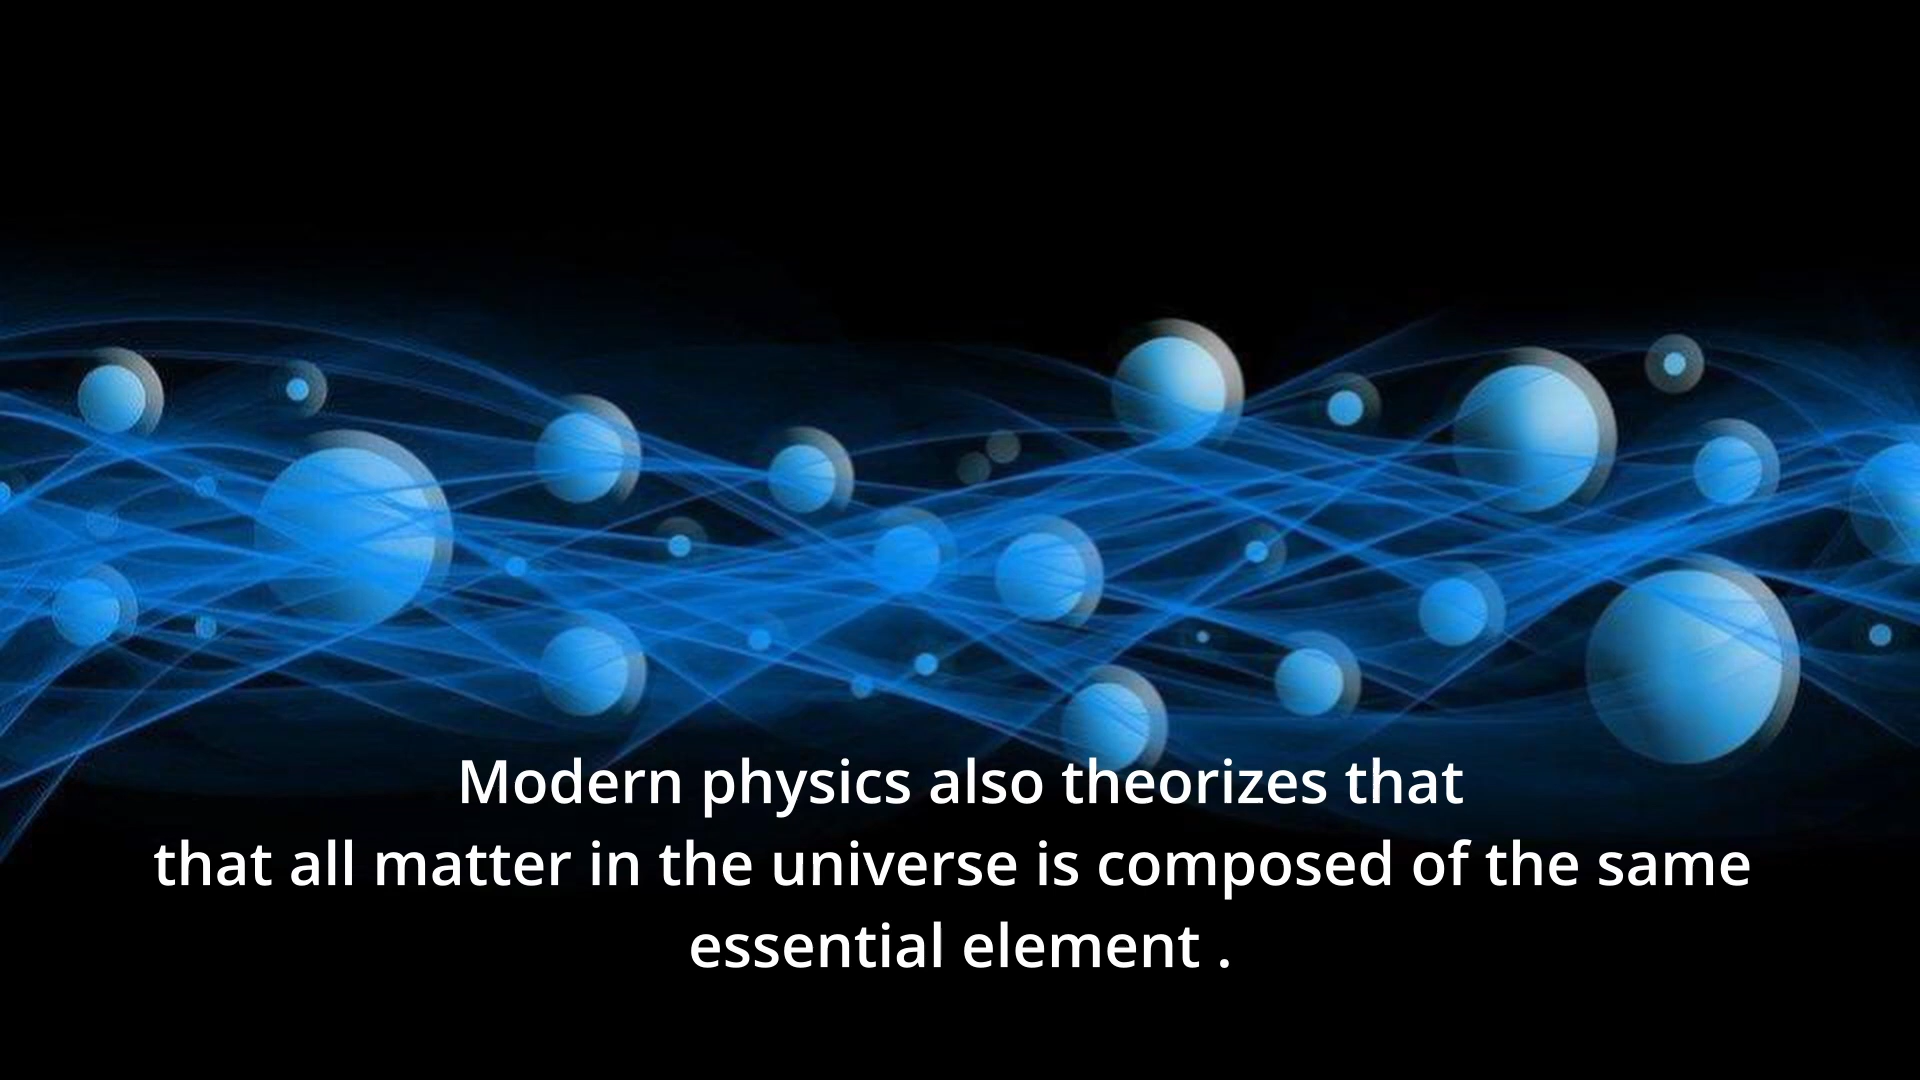 Modern physics also theorizes that
that all matter in the universe is composed of the same
essential element .